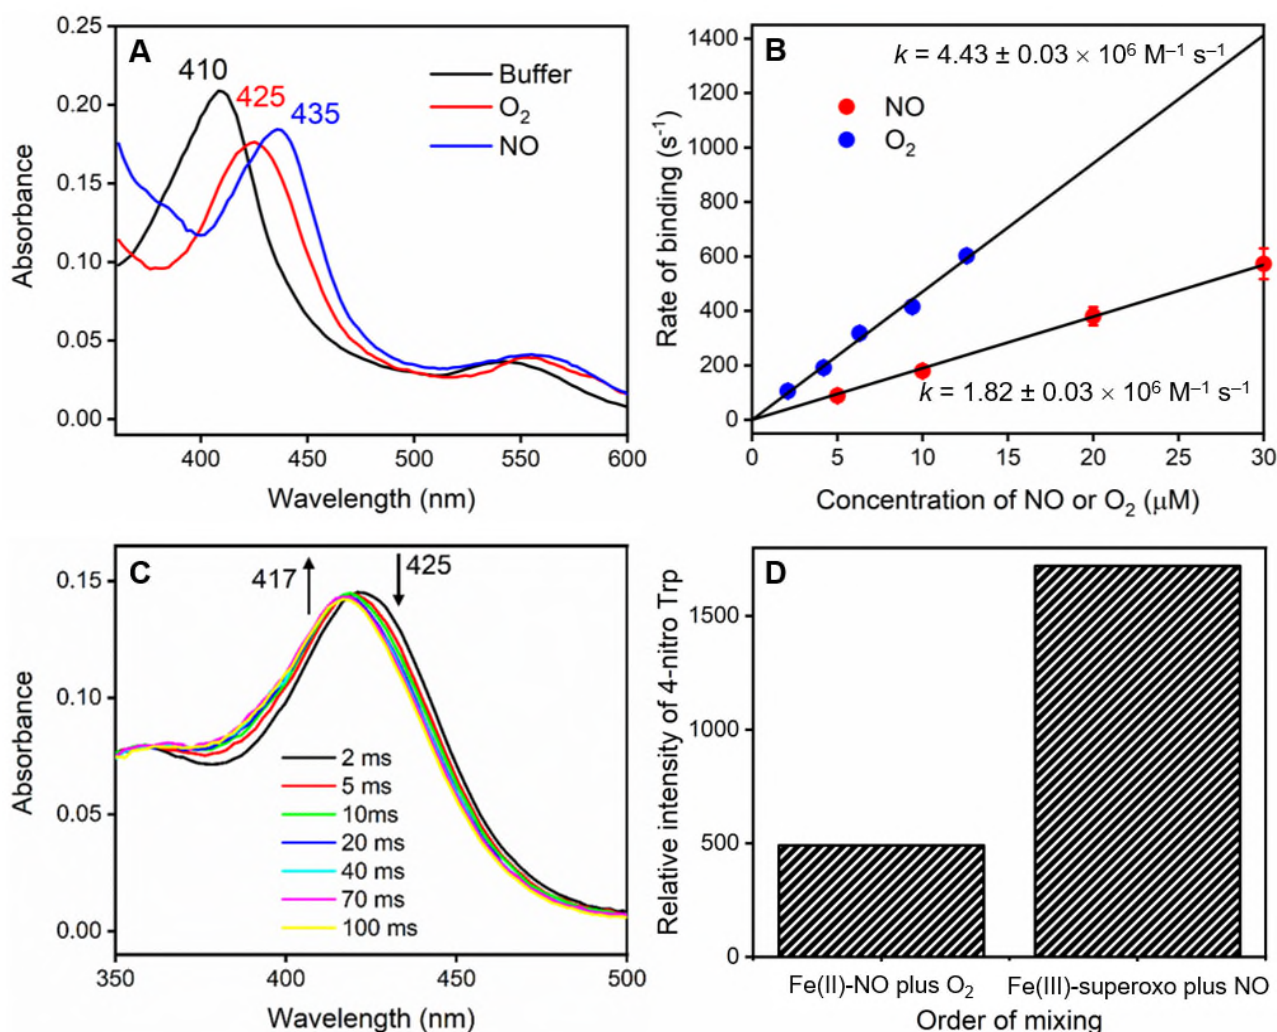 A
410
425
435
Buffer
O₂
NO
0.25
0.20
0.15
0.10
0.05
0.00
Absorbance
400
450
500
550
600
Wavelength (nm)
B
k = 4.43 ± 0.03 × 10⁶ M⁻¹ s⁻¹
NO
O₂
k = 1.82 ± 0.03 × 10⁶ M⁻¹ s⁻¹
1400
1200
1000
800
600
400
200
0
Rate of binding (s⁻¹)
0
5
10
15
20
25
30
Concentration of NO or O₂ (μM)
C
417
425
2 ms
5 ms
10ms
20 ms
40 ms
70 ms
100 ms
0.15
0.10
0.05
0.00
Absorbance
350
400
450
500
Wavelength (nm)
D
1500
1000
500
0
Relative intensity of 4-nitro Trp
Fe(II)-NO plus O₂
Fe(III)-superoxo plus NO
Order of mixing